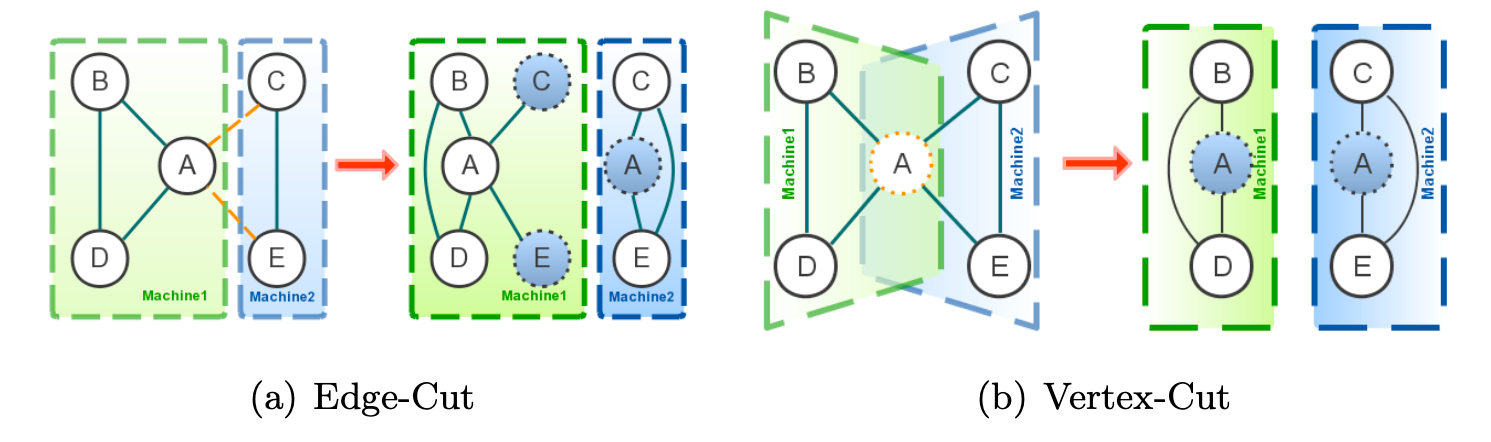 B
C
A
D
E
Machine1
Machine2
B
C
A
D
E
Machine1
C
A
E
Machine2
(a) Edge-Cut
B
C
Machine1
A
Machine2
D
E
B
A
Machine1
D
C
A
Machine2
E
(b) Vertex-Cut